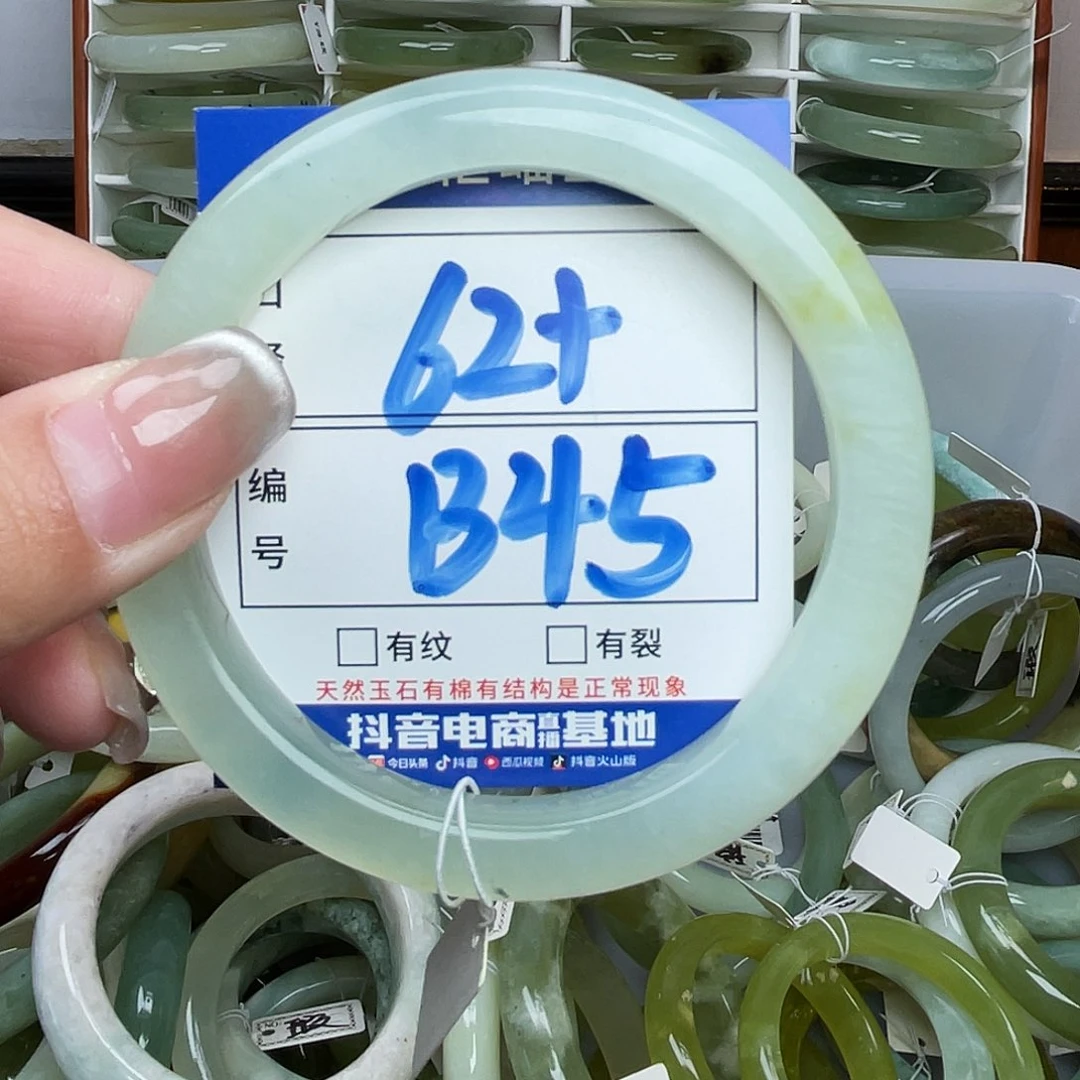 62+
编号
B45
□有纹 □有裂
天然玉石有棉有结构是正常现象
抖音电商直播基地
今日头条 抖音 西瓜视频 抖音火山版